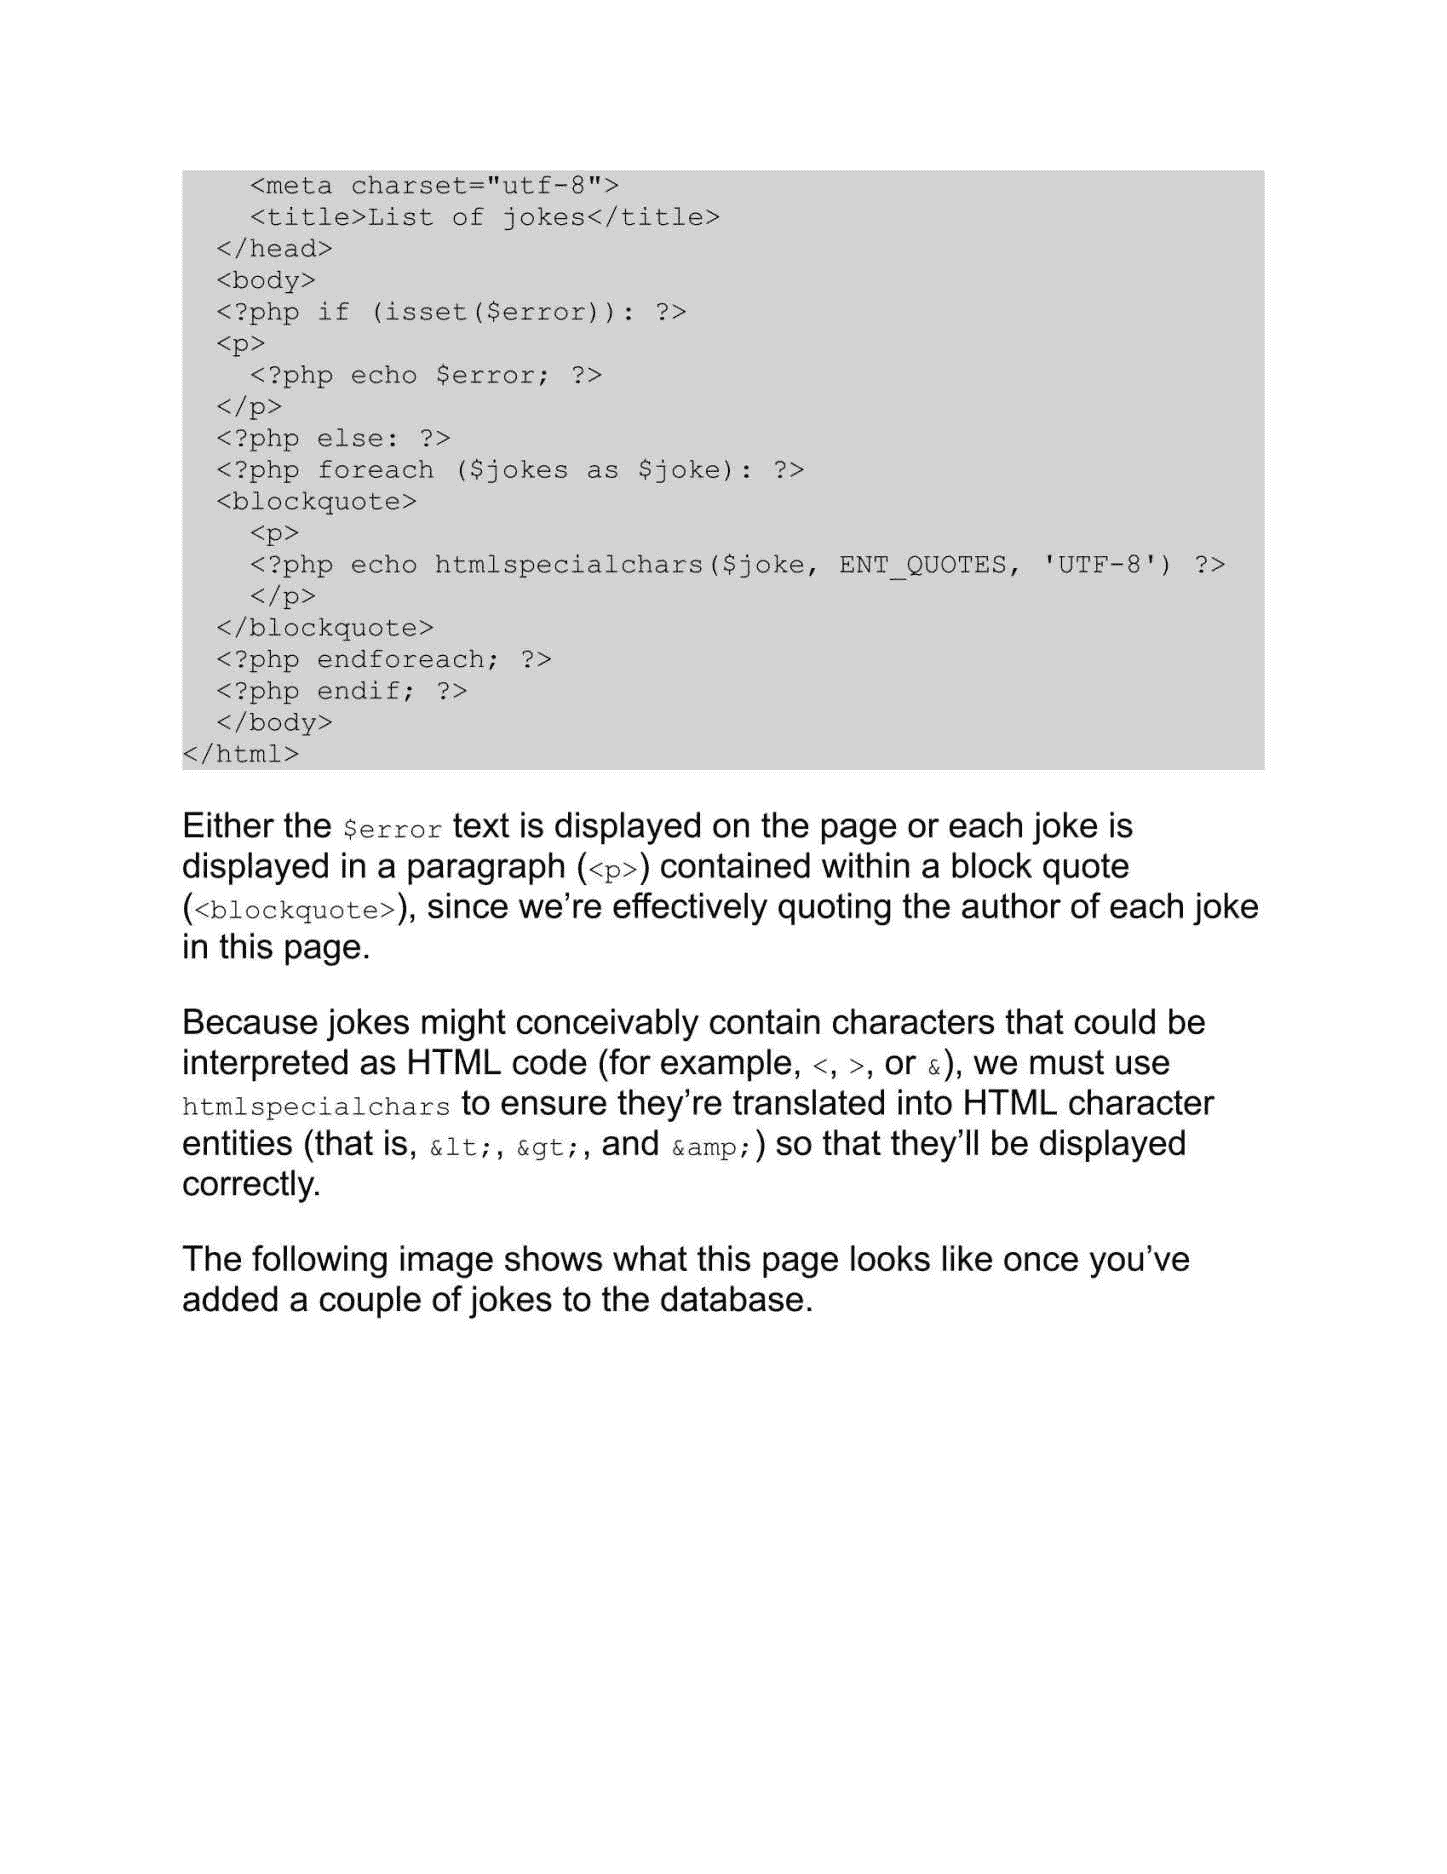 <meta charset="utf-8">
    <title>List of jokes</title>
  </head>
  <body>
  <?php if (isset($error)): ?>
  <p>
    <?php echo $error; ?>
  </p>
  <?php else: ?>
  <?php foreach ($jokes as $joke): ?>
  <blockquote>
    <p>
    <?php echo htmlspecialchars($joke, ENT_QUOTES, 'UTF-8') ?>
    </p>
  </blockquote>
  <?php endforeach; ?>
  <?php endif; ?>
  </body>
</html>
Either the $error text is displayed on the page or each joke is
displayed in a paragraph (<p>) contained within a block quote
(<blockquote>), since we’re effectively quoting the author of each joke
in this page.
Because jokes might conceivably contain characters that could be
interpreted as HTML code (for example, <, >, or &), we must use
htmlspecialchars to ensure they’re translated into HTML character
entities (that is, &lt;, &gt;, and &amp;) so that they’ll be displayed
correctly.
The following image shows what this page looks like once you’ve
added a couple of jokes to the database.